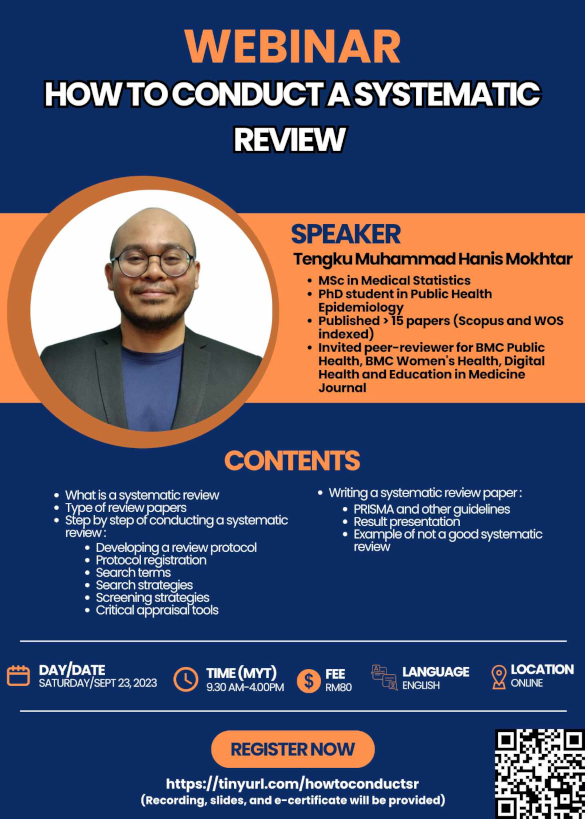 WEBINAR
HOW TO CONDUCT A SYSTEMATIC
REVIEW
SPEAKER
Tengku Muhammad Hanis Mokhtar
• MSc in Medical Statistics
• PhD student in Public Health
Epidemiology
• Published > 15 papers (Scopus and WOS
indexed)
• Invited peer-reviewer for BMC Public
Health, BMC Women's Health, Digital
Health and Education in Medicine
Journal
CONTENTS
• What is a systematic review
• Type of review papers
• Step by step of conducting a systematic
review :
• Developing a review protocol
• Protocol registration
• Search terms
• Search strategies
• Screening strategies
• Critical appraisal tools
• Writing a systematic review paper :
• PRISMA and other guidelines
• Result presentation
• Example of not a good systematic
review
DAY/DATE
SATURDAY/SEPT 23, 2023
TIME (MYT)
9.30 AM-4.00PM
FEE
RM80
LANGUAGE
ENGLISH
LOCATION
ONLINE
REGISTER NOW
https://tinyurl.com/howtoconductsr
(Recording, slides, and e-certificate will be provided)